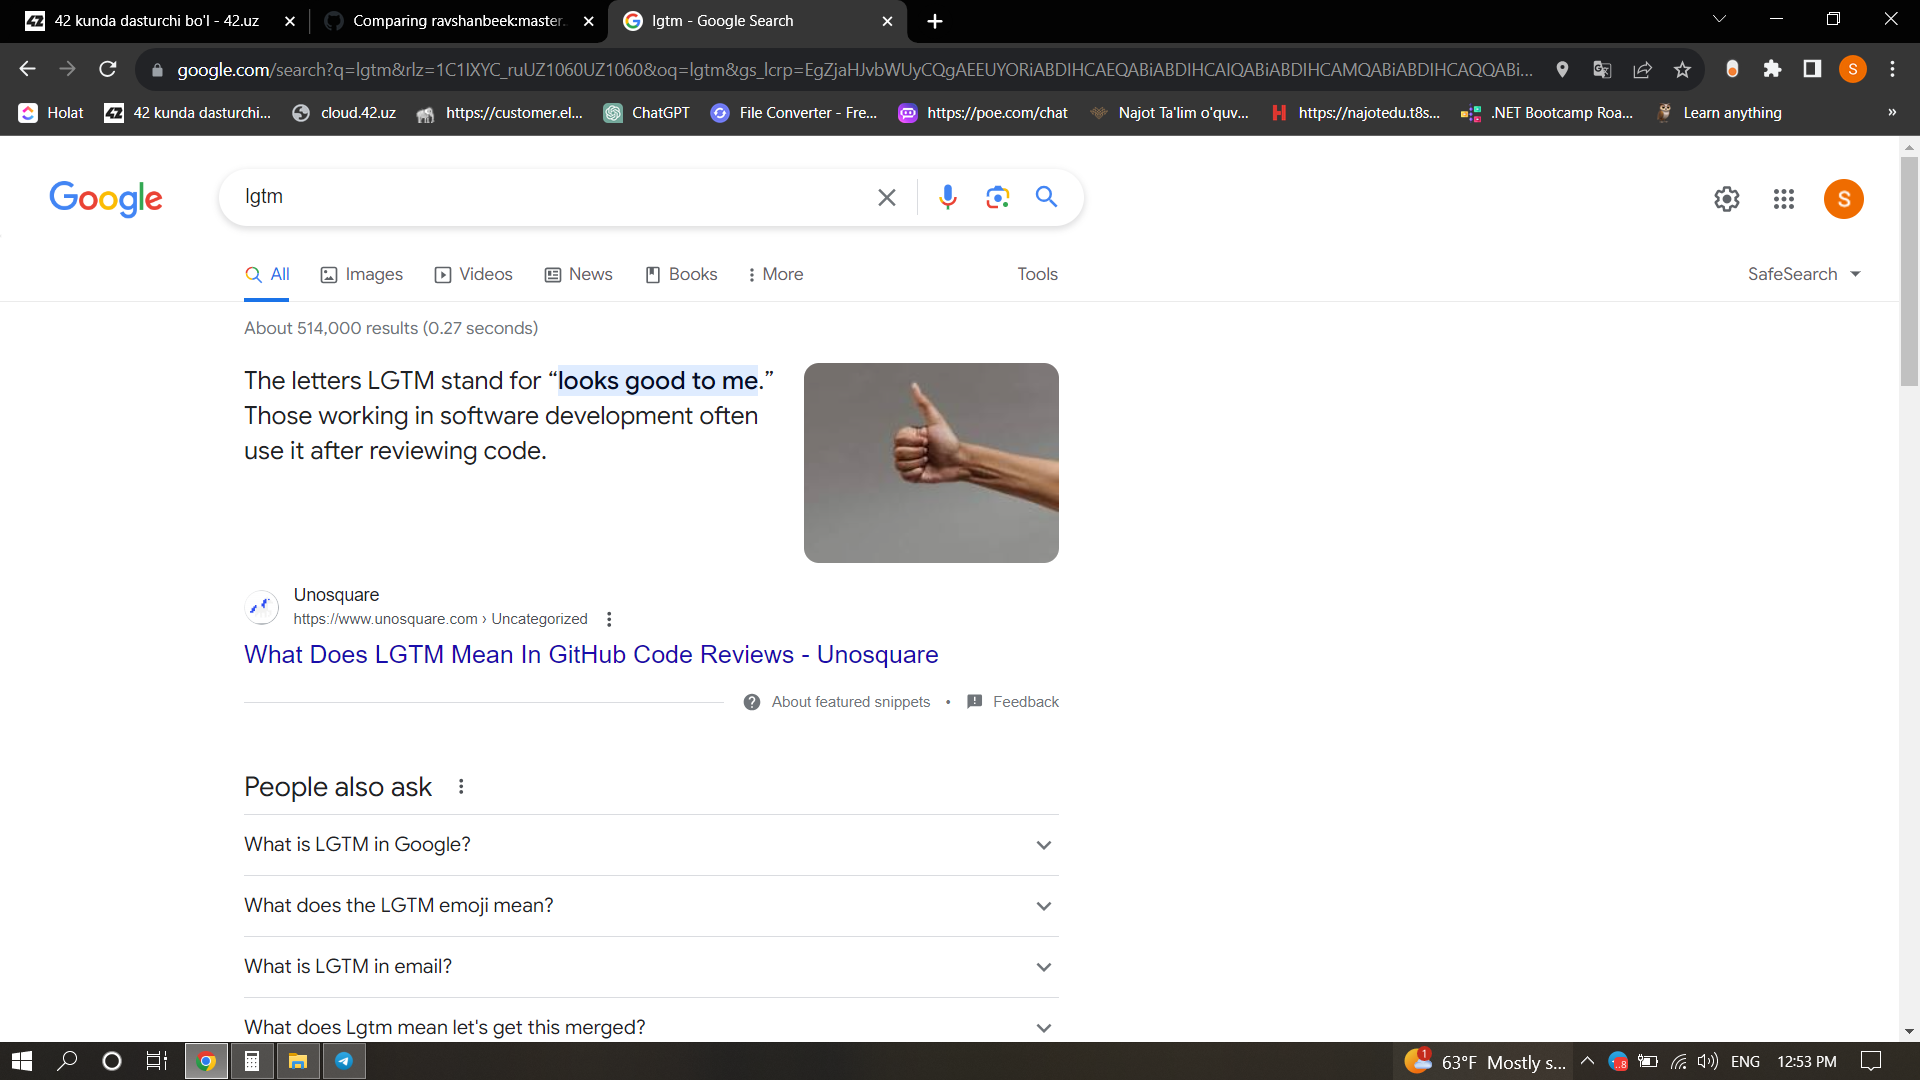 42 kunda dasturchi bo'l - 42.uz
Comparing ravshanbeek:master
lgtm - Google Search
google.com/search?q=lgtm&rlz=1C1IXYC_ruUZ1060UZ1060&oq=lgtm&gs_lcrp=EgZjaHJvbWUyCQgAEEUYORiABDIHCAEQABiABDIHCAIQABiABDIHCAMQABiABDIHCAQQABi...
S
Holat
42 kunda dasturchi...
cloud.42.uz
https://customer.el...
ChatGPT
File Converter - Fre...
https://poe.com/chat
Najot Ta'lim o'quv...
https://najotedu.t8s...
.NET Bootcamp Roa...
Learn anything
»
Google
lgtm
S
All
Images
Videos
News
Books
More
Tools
SafeSearch
About 514,000 results (0.27 seconds)
The letters LGTM stand for “looks good to me.”
Those working in software development often
use it after reviewing code.
Unosquare
https://www.unosquare.com › Uncategorized
What Does LGTM Mean In GitHub Code Reviews - Unosquare
About featured snippets • Feedback
People also ask
What is LGTM in Google?
What does the LGTM emoji mean?
What is LGTM in email?
What does Lgtm mean let's get this merged?
1
63°F Mostly s...
ENG
12:53 PM